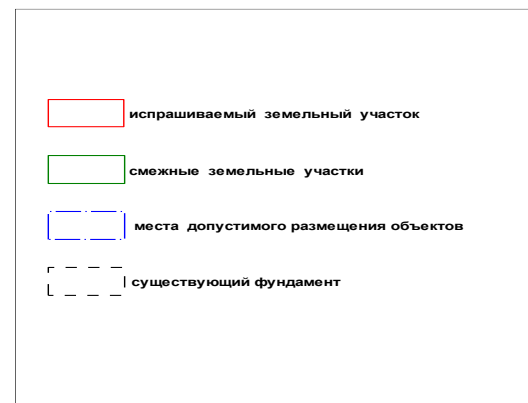 испрашиваемый земельный участок
смежные земельные участки
места допустимого размещения объектов
существующий фундамент